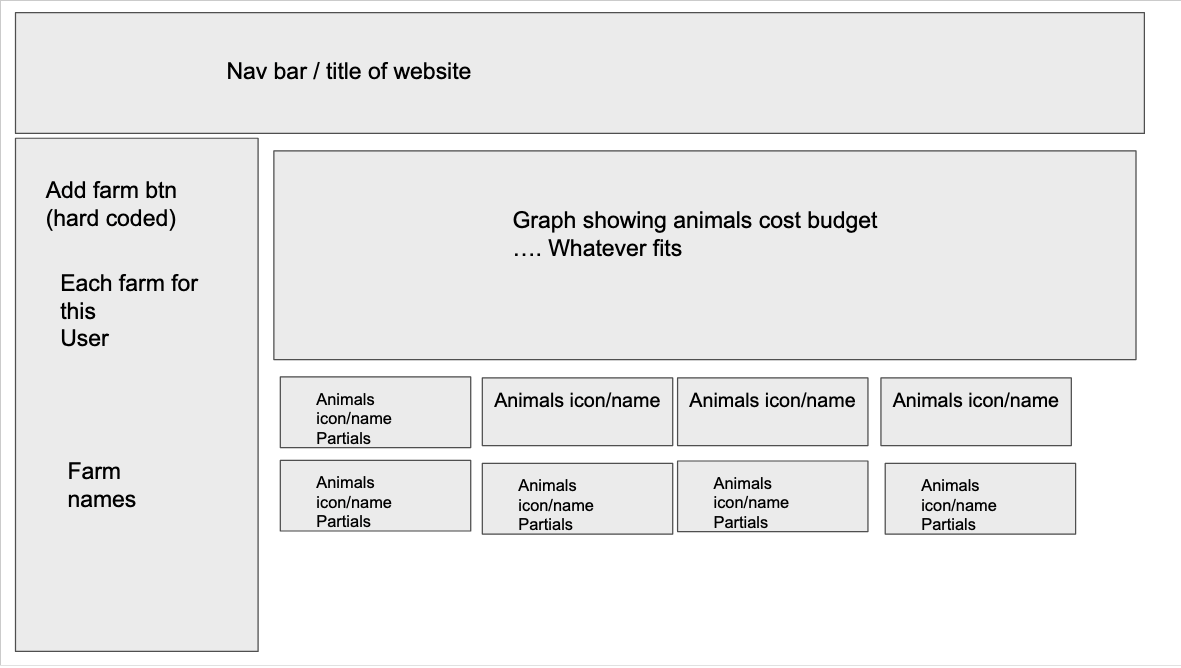 Nav bar / title of website
Add farm btn
(hard coded)
Each farm for
this
User
Farm
names
Graph showing animals cost budget
…. Whatever fits
Animals
icon/name
Partials
Animals icon/name
Animals icon/name
Animals icon/name
Animals
icon/name
Partials
Animals
icon/name
Partials
Animals
icon/name
Partials
Animals
icon/name
Partials